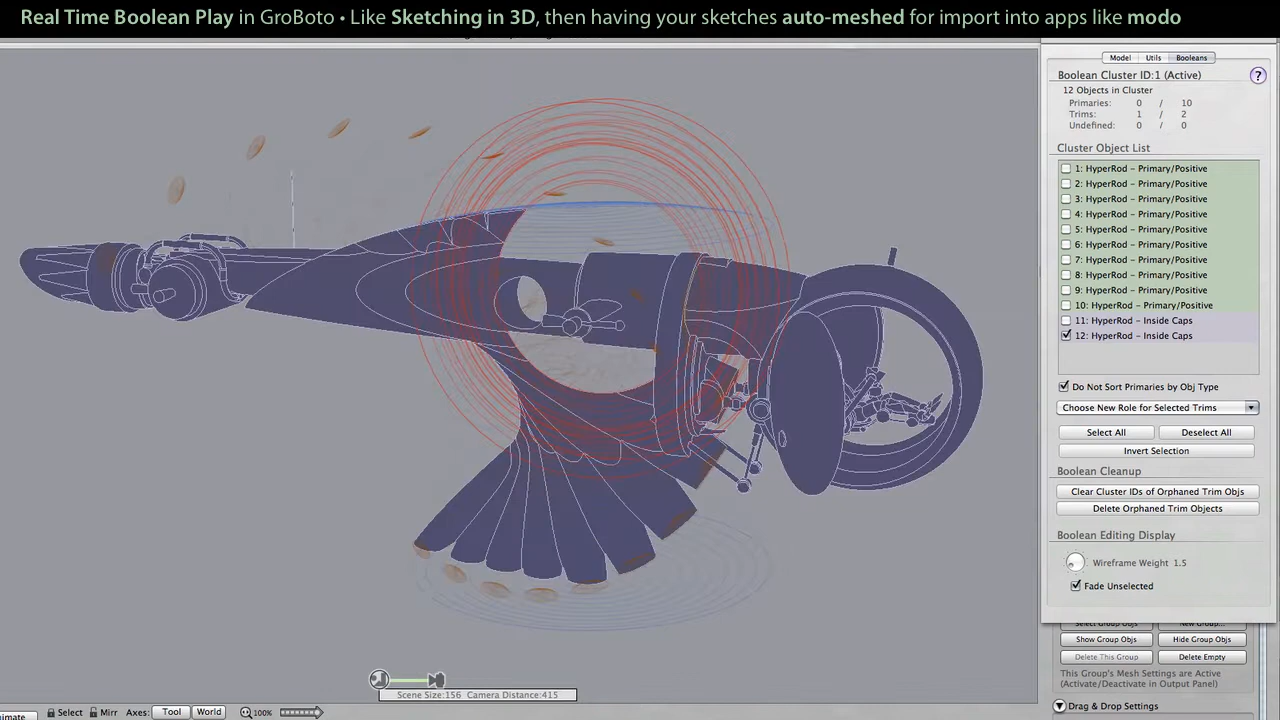 Real Time Boolean Play in GroBoto • Like Sketching in 3D, then having your sketches auto-meshed for import into apps like modo
Model Utils Booleans
Boolean Cluster ID:1 (Active)
?
12 Objects in Cluster
Primaries: 0 / 10
Trims: 1 / 2
Undefined: 0 / 0
Cluster Object List
1: HyperRod - Primary/Positive
2: HyperRod - Primary/Positive
3: HyperRod - Primary/Positive
4: HyperRod - Primary/Positive
5: HyperRod - Primary/Positive
6: HyperRod - Primary/Positive
7: HyperRod - Primary/Positive
8: HyperRod - Primary/Positive
9: HyperRod - Primary/Positive
10: HyperRod - Primary/Positive
11: HyperRod - Inside Caps
12: HyperRod - Inside Caps
Do Not Sort Primaries by Obj Type
Choose New Role for Selected Trims
Select All Deselect All
Invert Selection
Boolean Cleanup
Clear Cluster IDs of Orphaned Trim Objs
Delete Orphaned Trim Objects
Boolean Editing Display
Wireframe Weight 1.5
Fade Unselected
Select Group Objs New Group...
Show Group Objs Hide Group Objs
Delete This Group Delete Empty
This Group's Mesh Settings are Active
(Activate/Deactivate in Output Panel)
Drag & Drop Settings
Scene Size:156 Camera Distance:415
Select Mirr Axes: Tool World 100%